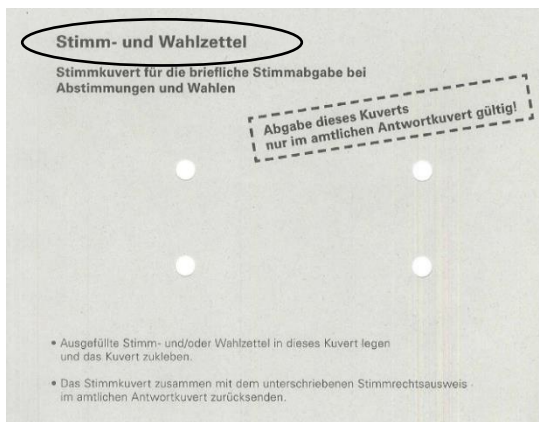 Stimm- und Wahlzettel
Stimmkuvert für die briefliche Stimmabgabe bei
Abstimmungen und Wahlen
Abgabe dieses Kuverts
nur im amtlichen Antwortkuvert gültig!
• Ausgefüllte Stimm- und/oder Wahlzettel in dieses Kuvert legen
und das Kuvert zukleben.
• Das Stimmkuvert zusammen mit dem unterschriebenen Stimmrechtsausweis
im amtlichen Antwortkuvert zurücksenden.